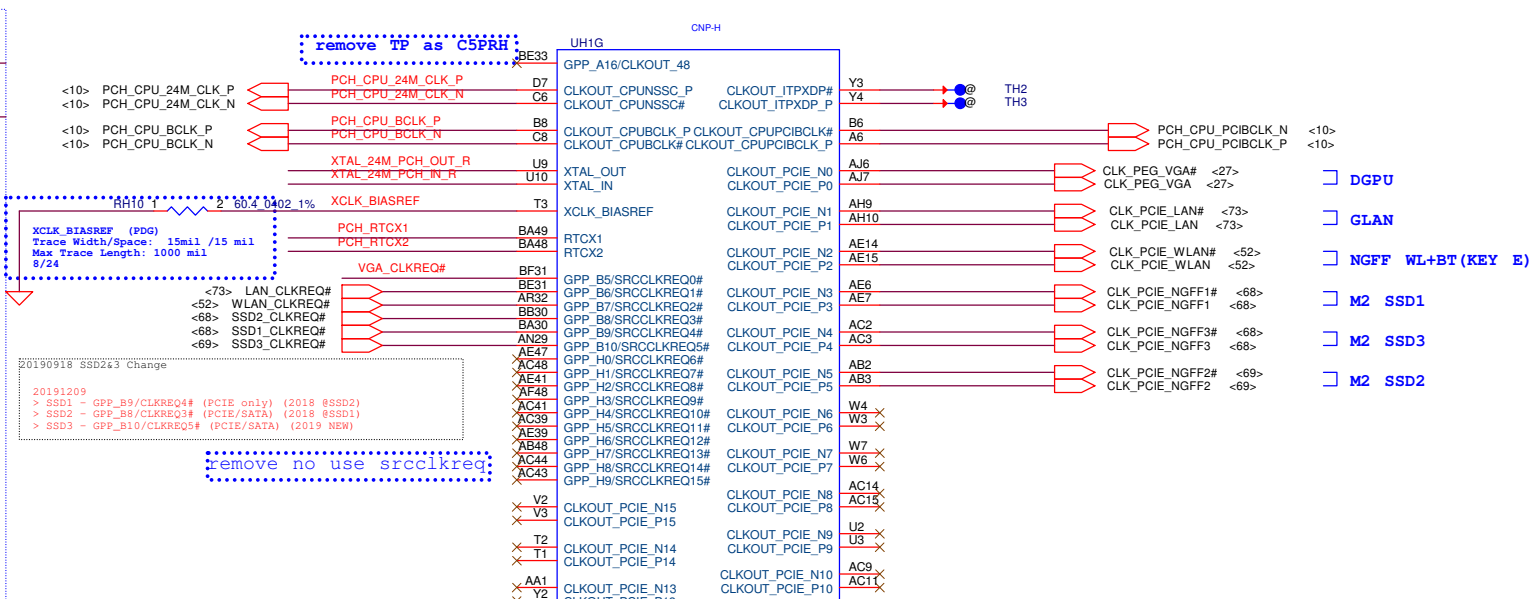 CNP-H
remove TP as C5PRH
UH1G
BE33
GPP_A16/CLKOUT_48
<10> PCH_CPU_24M_CLK_P
PCH_CPU_24M_CLK_P
D7
CLKOUT_CPUNSSC_P
CLKOUT_ITPXDP#
Y3
@ TH2
<10> PCH_CPU_24M_CLK_N
PCH_CPU_24M_CLK_N
C6
CLKOUT_CPUNSSC#
CLKOUT_ITPXDP_P
Y4
@ TH3
<10> PCH_CPU_BCLK_P
PCH_CPU_BCLK_P
B8
CLKOUT_CPUBCLK_P
CLKOUT_CPUPCIBCLK#
B6
PCH_CPU_PCIBCLK_N <10>
<10> PCH_CPU_BCLK_N
PCH_CPU_BCLK_N
C8
CLKOUT_CPUBCLK#
CLKOUT_CPUPCIBCLK_P
A6
PCH_CPU_PCIBCLK_P <10>
XTAL_24M_PCH_OUT_R
U9
XTAL_OUT
CLKOUT_PCIE_N0
AJ6
CLK_PEG_VGA# <27>
XTAL_24M_PCH_IN_R
U10
XTAL_IN
CLKOUT_PCIE_P0
AJ7
CLK_PEG_VGA <27>
DGPU
RH10 1 2 60.4_0402_1%
XCLK_BIASREF
T3
XCLK_BIASREF
CLKOUT_PCIE_N1
AH9
CLK_PCIE_LAN# <73>
CLKOUT_PCIE_P1
AH10
CLK_PCIE_LAN <73>
GLAN
XCLK_BIASREF (PDG)
Trace Width/Space: 15mil /15 mil
Max Trace Length: 1000 mil
8/24
PCH_RTCX1
BA49
RTCX1
PCH_RTCX2
BA48
RTCX2
CLKOUT_PCIE_N2
AE14
CLK_PCIE_WLAN# <52>
CLKOUT_PCIE_P2
AE15
CLK_PCIE_WLAN <52>
NGFF WL+BT(KEY E)
VGA_CLKREQ#
BF31
GPP_B5/SRCCLKREQ0#
<73> LAN_CLKREQ#
BE31
GPP_B6/SRCCLKREQ1#
CLKOUT_PCIE_N3
AE6
CLK_PCIE_NGFF1# <68>
<52> WLAN_CLKREQ#
AR32
GPP_B7/SRCCLKREQ2#
CLKOUT_PCIE_P3
AE7
CLK_PCIE_NGFF1 <68>
M2 SSD1
<68> SSD2_CLKREQ#
BB30
GPP_B8/SRCCLKREQ3#
<68> SSD1_CLKREQ#
BA30
GPP_B9/SRCCLKREQ4#
CLKOUT_PCIE_N4
AC2
CLK_PCIE_NGFF3# <68>
<69> SSD3_CLKREQ#
AN29
GPP_B10/SRCCLKREQ5#
CLKOUT_PCIE_P4
AC3
CLK_PCIE_NGFF3 <68>
M2 SSD3
AE47
GPP_H0/SRCCLKREQ6#
AC48
GPP_H1/SRCCLKREQ7#
CLKOUT_PCIE_N5
AB2
CLK_PCIE_NGFF2# <69>
AE41
GPP_H2/SRCCLKREQ8#
CLKOUT_PCIE_P5
AB3
CLK_PCIE_NGFF2 <69>
M2 SSD2
20190918 SSD2&3 Change
20191209
> SSD1 - GPP_B9/CLKREQ4# (PCIE only) (2018 @SSD2)
> SSD2 - GPP_B8/CLKREQ3# (PCIE/SATA) (2018 @SSD1)
> SSD3 - GPP_B10/CLKREQ5# (PCIE/SATA) (2019 NEW)
AF48
GPP_H3/SRCCLKREQ9#
AC41
GPP_H4/SRCCLKREQ10#
CLKOUT_PCIE_N6
W4
AC39
GPP_H5/SRCCLKREQ11#
CLKOUT_PCIE_P6
W3
AE39
GPP_H6/SRCCLKREQ12#
AB48
GPP_H7/SRCCLKREQ13#
CLKOUT_PCIE_N7
W7
AC44
GPP_H8/SRCCLKREQ14#
CLKOUT_PCIE_P7
W6
AC43
GPP_H9/SRCCLKREQ15#
remove no use srcclkreq
CLKOUT_PCIE_N8
AC14
V2
CLKOUT_PCIE_N15
CLKOUT_PCIE_P8
AC15
V3
CLKOUT_PCIE_P15
CLKOUT_PCIE_N9
U2
T2
CLKOUT_PCIE_N14
CLKOUT_PCIE_P9
U3
T1
CLKOUT_PCIE_P14
CLKOUT_PCIE_N10
AC9
AA1
CLKOUT_PCIE_N13
CLKOUT_PCIE_P10
AC11
Y2